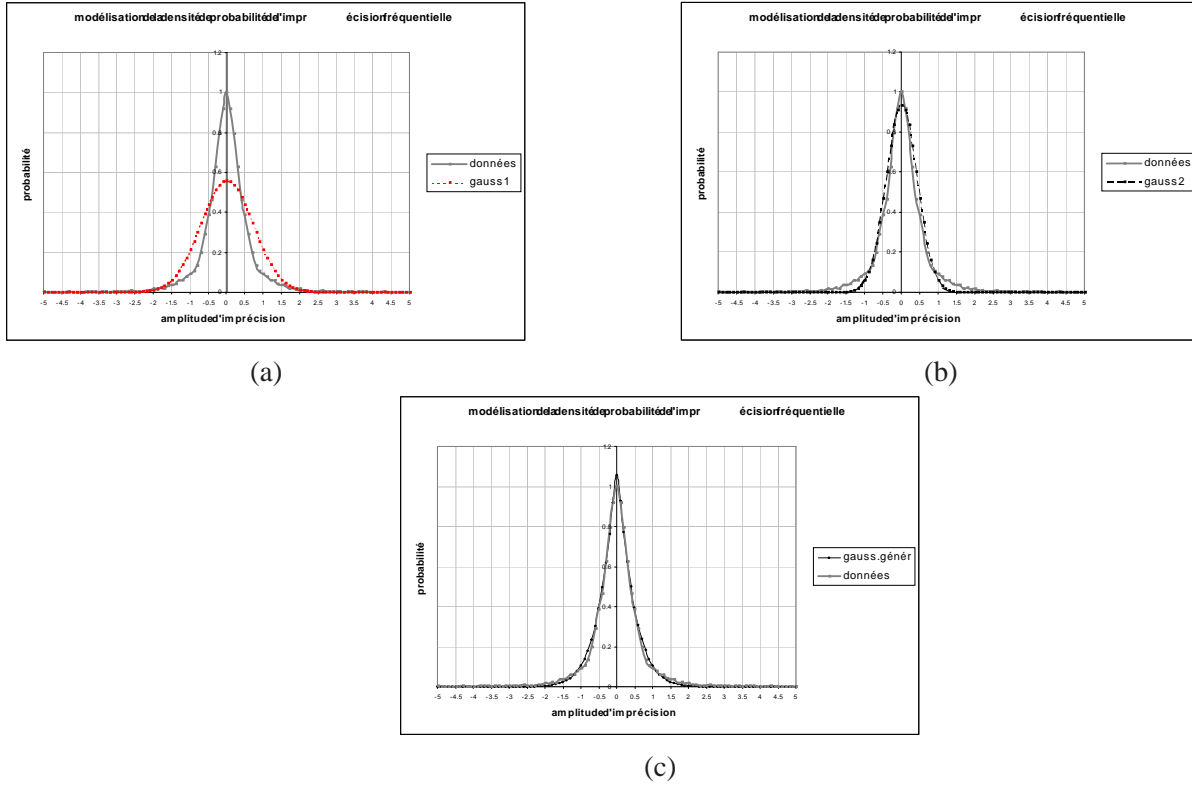 modélisationdeladensitédeprobabilitéd'impr écisionfréquentielle
1.2
1
0.8
0.6
0.4
0.2
0
-5 -4.5 -4 -3.5 -3 -2.5 -2 -1.5 -1 -0.5 0 0.5 1 1.5 2 2.5 3 3.5 4 4.5 5
probabilité
amplituded'imprécision
données
gauss1
(a)
modélisationdeladensitédeprobabilitéd'impr écisionfréquentielle
1.2
1
0.8
0.6
0.4
0.2
0
-5 -4.5 -4 -3.5 -3 -2.5 -2 -1.5 -1 -0.5 0 0.5 1 1.5 2 2.5 3 3.5 4 4.5 5
probabilité
amplituded'imprécision
données
gauss2
(b)
modélisationdeladensitédeprobabilitéd'impr écisionfréquentielle
1.2
1
0.8
0.6
0.4
0.2
0
-5 -4.5 -4 -3.5 -3 -2.5 -2 -1.5 -1 -0.5 0 0.5 1 1.5 2 2.5 3 3.5 4 4.5 5
probabilité
amplituded'imprécision
gauss.génér
données
(c)